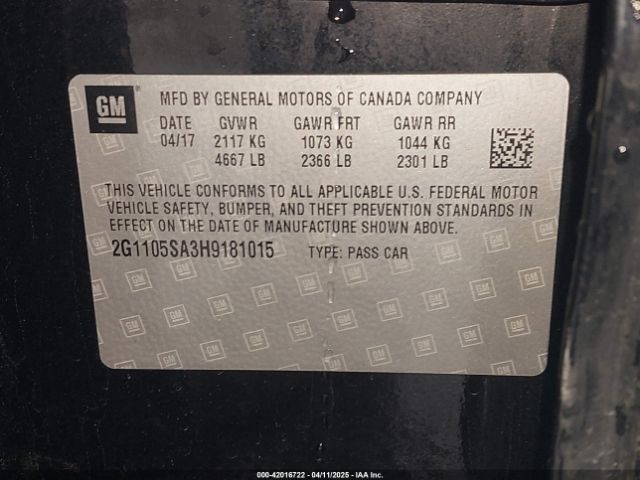 GM
MFD BY GENERAL MOTORS OF CANADA COMPANY
DATE GVWR GAWR FRT GAWR RR
04/17 2117 KG 1073 KG 1044 KG
4667 LB 2366 LB 2301 LB
THIS VEHICLE CONFORMS TO ALL APPLICABLE U.S. FEDERAL MOTOR
VEHICLE SAFETY, BUMPER, AND THEFT PREVENTION STANDARDS IN
EFFECT ON THE DATE OF MANUFACTURE SHOWN ABOVE.
2G1105SA3H9181015 TYPE: PASS CAR
000-42016722 - 04/11/2025 - IAA Inc.